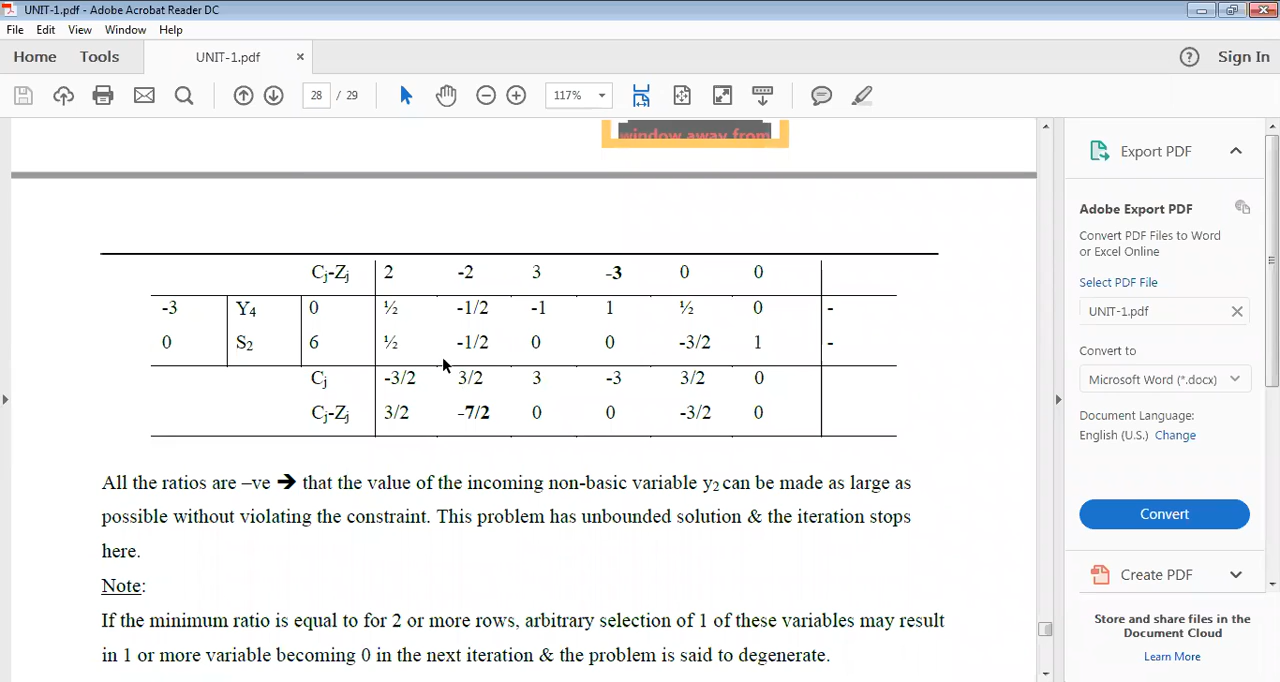 UNIT-1.pdf - Adobe Acrobat Reader DC
File Edit View Window Help
Home Tools UNIT-1.pdf × ? Sign In
28 / 29 117%
window away from
Cj-Zj 2 -2 3 -3 0 0
-3 Y4 0 ½ -1/2 -1 1 ½ 0 -
0 S2 6 ½ -1/2 0 0 -3/2 1 -
Cj -3/2 3/2 3 -3 3/2 0
Cj-Zj 3/2 -7/2 0 0 -3/2 0
All the ratios are –ve ➔ that the value of the incoming non-basic variable y2 can be made as large as
possible without violating the constraint. This problem has unbounded solution & the iteration stops
here.
Note:
If the minimum ratio is equal to for 2 or more rows, arbitrary selection of 1 of these variables may result
in 1 or more variable becoming 0 in the next iteration & the problem is said to degenerate.
Export PDF
Adobe Export PDF
Convert PDF Files to Word
or Excel Online
Select PDF File
UNIT-1.pdf ×
Convert to
Microsoft Word (*.docx)
Document Language:
English (U.S.) Change
Convert
Create PDF
Store and share files in the
Document Cloud
Learn More